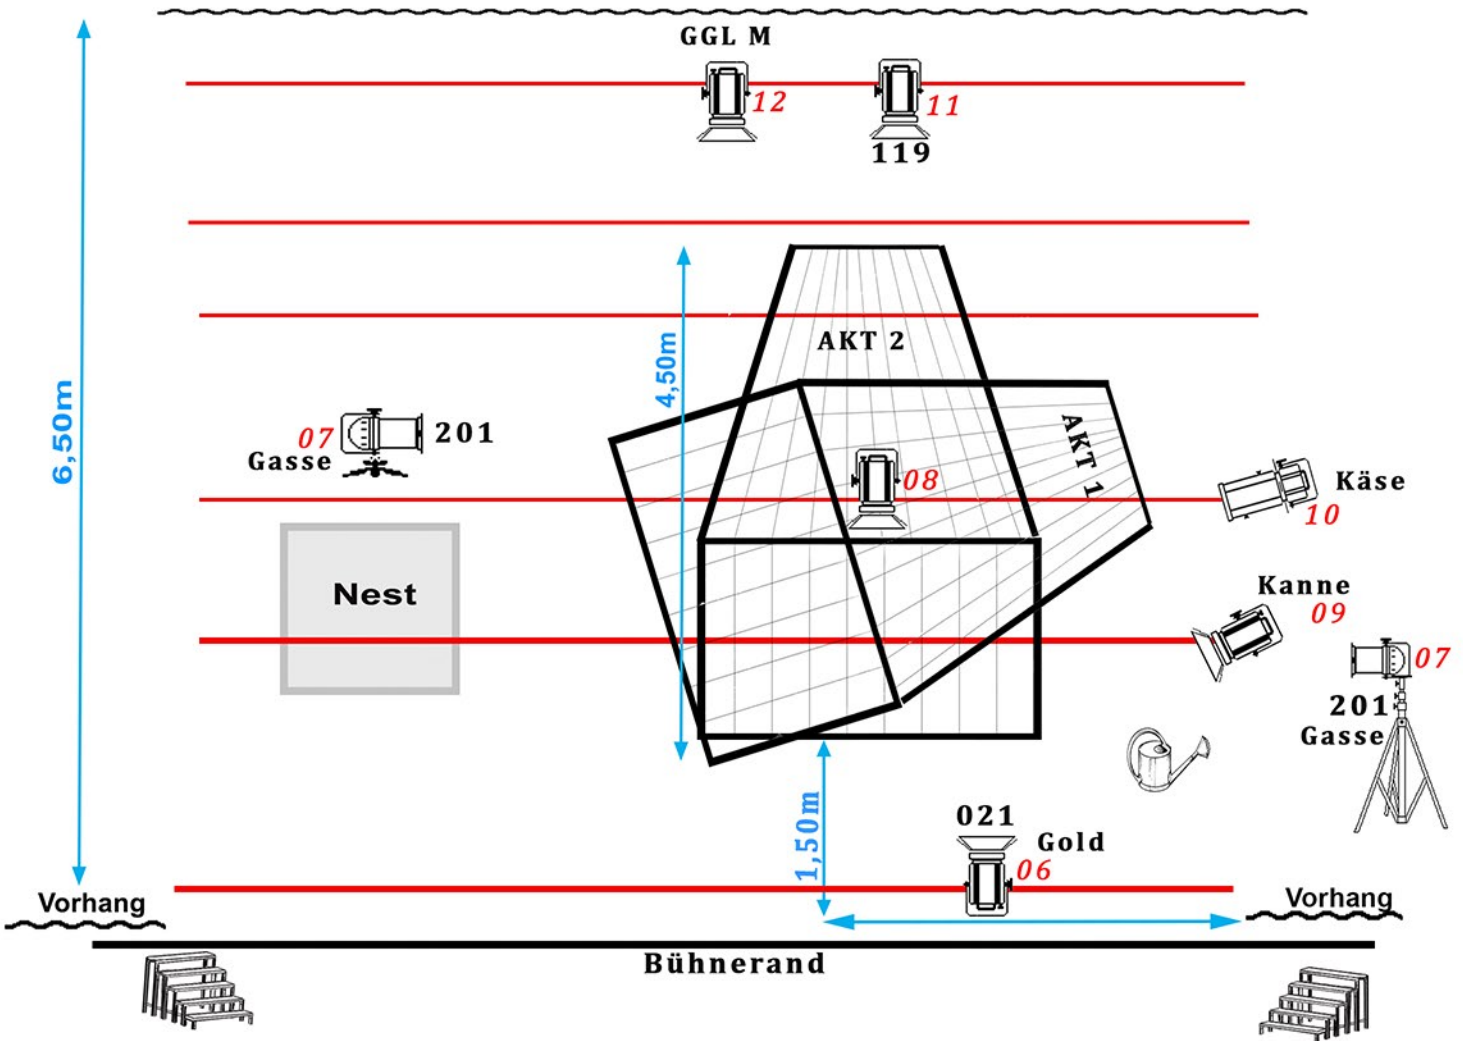 GGL M
12
11
119
AKT 2
6,50m
4,50m
07
201
Gasse
AKT 1
08
Käse
10
Nest
Kanne
09
07
201
Gasse
1,50m
021
Gold
06
Vorhang
Vorhang
Bühnerand